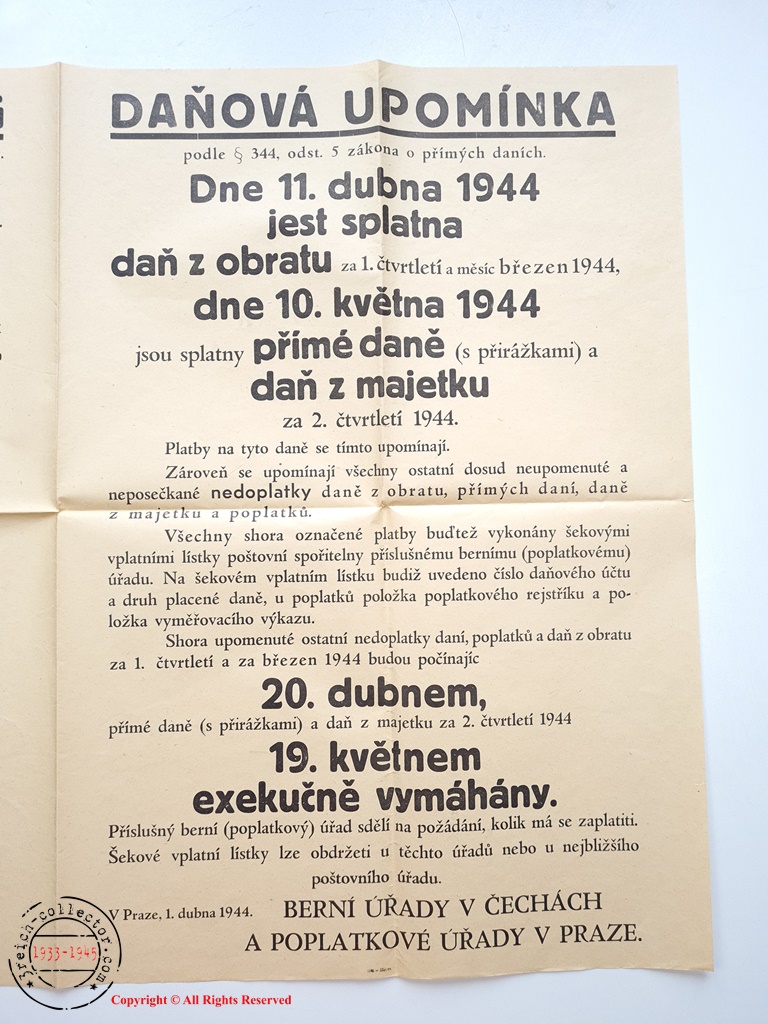 DAŇOVÁ UPOMÍNKA
podle § 344, odst. 5 zákona o přímých daních.
Dne 11. dubna 1944
jest splatna
daň z obratu za 1. čtvrtletí a měsíc březen 1944,
dne 10. května 1944
jsou splatny přímé daně (s přirážkami) a
daň z majetku
za 2. čtvrtletí 1944.
Platby na tyto daně se tímto upomínají.
Zároveň se upomínají všechny ostatní dosud neupomenuté a
neposečkané nedoplatky daně z obratu, přímých daní, daně
z majetku a poplatků.
Všechny shora označené platby buďtež vykonány šekovými
vplatními lístky poštovní spořitelny příslušnému bernímu (poplatkovému)
úřadu. Na šekovém vplatním lístku budiž uvedeno číslo daňového účtu
a druh placené daně, u poplatků položka poplatkového rejstříku a po-
ložka vyměřovacího výkazu.
Shora upomenuté ostatní nedoplatky daní, poplatků a daň z obratu
za 1. čtvrtletí a za březen 1944 budou počínajíc
20. dubnem,
přímé daně (s přirážkami) a daň z majetku za 2. čtvrtletí 1944
19. květnem
exekučně vymáhány.
Příslušný berní (poplatkový) úřad sdělí na požádání, kolik má se zaplatiti.
Šekové vplatní lístky lze obdržeti u těchto úřadů nebo u nejbližšího
poštovního úřadu.
V Praze, 1. dubna 1944. BERNÍ ÚŘADY V ČECHÁCH
A POPLATKOVÉ ÚŘADY V PRAZE.
3reich-collector.com
1933-1945
Copyright © All Rights Reserved